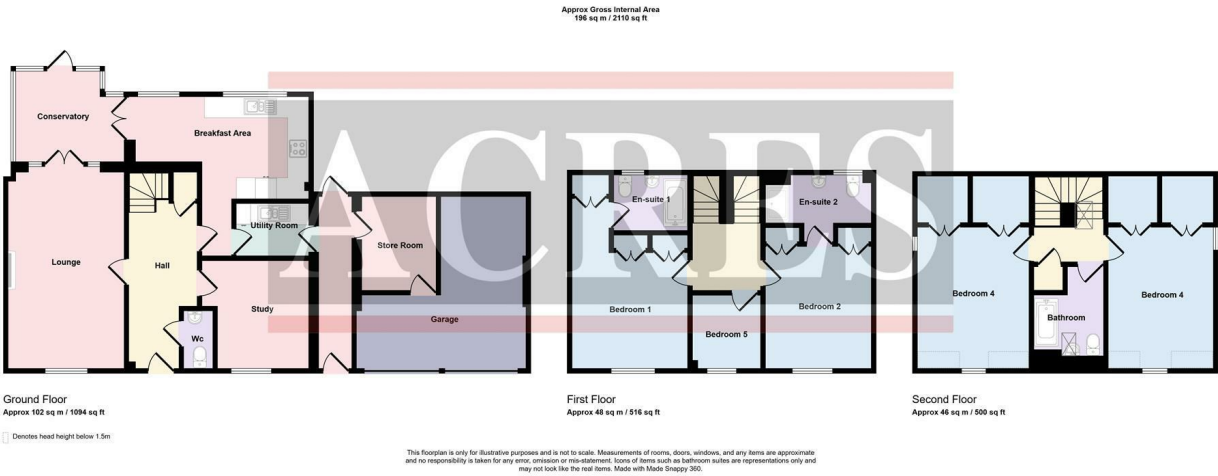 Approx Gross Internal Area
196 sq m / 2110 sq ft
ACRES
Conservatory
Breakfast Area
Utility Room
Lounge
Hall
Study
Wc
Store Room
Garage
En-suite 1
En-suite 2
Bedroom 1
Bedroom 2
Bedroom 5
Bedroom 4
Bedroom 4
Bathroom
Ground Floor
Approx 102 sq m / 1094 sq ft
First Floor
Approx 48 sq m / 516 sq ft
Second Floor
Approx 46 sq m / 500 sq ft
Denotes head height below 1.5m
This floorplan is only for illustrative purposes and is not to scale. Measurements of rooms, doors, windows, and any items are approximate
and no responsibility is taken for any error, omission or mis-statement. Icons of items such as bathroom suites are representations only and
may not look like the real items. Made with Made Snappy 360.